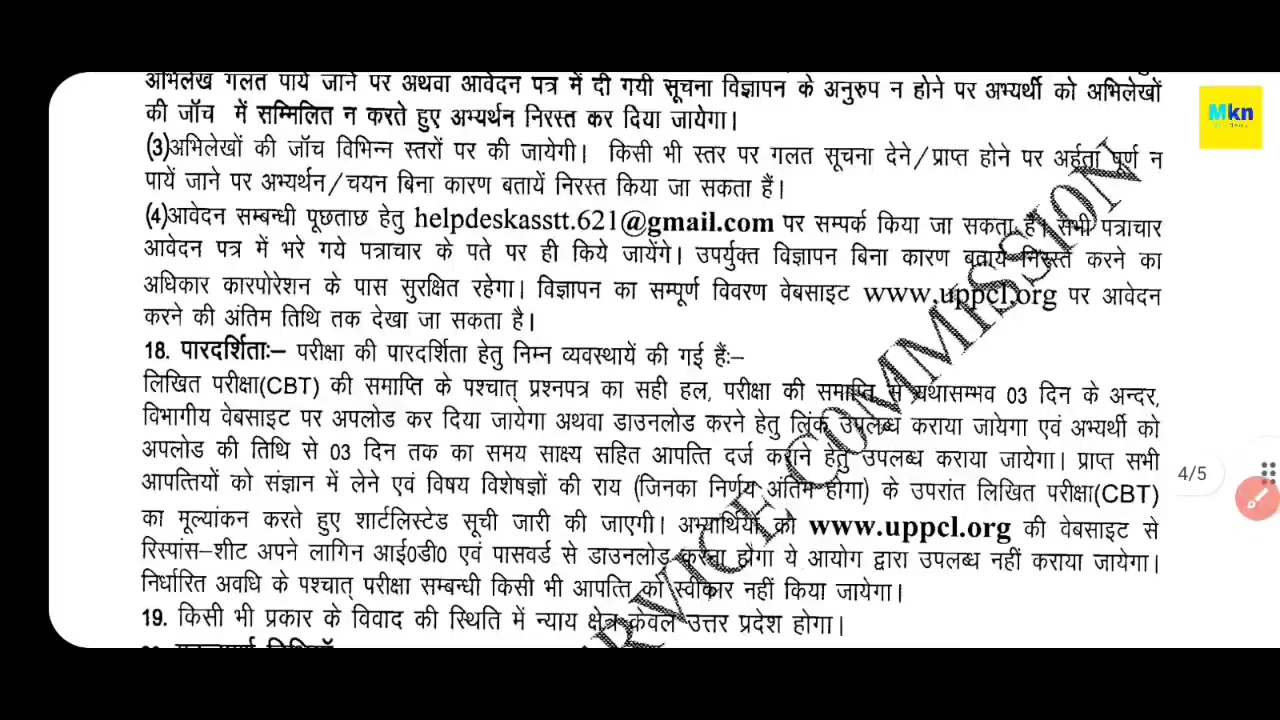 अभिलेख गलत पाये जाने पर अथवा आवेदन पत्र में दी गयी सूचना विज्ञापन के अनुरुप न होने पर अभ्यर्थी को अभिलेखों
की जॉच में सम्मिलित न करते हुए अभ्यर्थन निरस्त कर दिया जायेगा।
(3)अभिलेखों की जॉच विभिन्न स्तरों पर की जायेगी। किसी भी स्तर पर गलत सूचना देने/प्राप्त होने पर अर्हता पूर्ण न
पायें जाने पर अभ्यर्थन/चयन बिना कारण बतायें निरस्त किया जा सकता हैं।
(4)आवेदन सम्बन्धी पूछताछ हेतु helpdeskasstt.621@gmail.com पर सम्पर्क किया जा सकता हैं। सभी पत्राचार
आवेदन पत्र में भरे गये पत्राचार के पते पर ही किये जायेंगे। उपर्युक्त विज्ञापन बिना कारण बताये निरस्त करने का
अधिकार कारपोरेशन के पास सुरक्षित रहेगा। विज्ञापन का सम्पूर्ण विवरण वेबसाइट www.uppcl.org पर आवेदन
करने की अंतिम तिथि तक देखा जा सकता है।
18. पारदर्शिताः– परीक्षा की पारदर्शिता हेतु निम्न व्यवस्थायें की गई हैंः–
लिखित परीक्षा(CBT) की समाप्ति के पश्चात् प्रश्नपत्र का सही हल, परीक्षा की समाप्ति से यथासम्भव 03 दिन के अन्दर,
विभागीय वेबसाइट पर अपलोड कर दिया जायेगा अथवा डाउनलोड करने हेतु लिंक उपलब्ध कराया जायेगा एवं अभ्यर्थी को
अपलोड की तिथि से 03 दिन तक का समय साक्ष्य सहित आपत्ति दर्ज कराने हेतु उपलब्ध कराया जायेगा। प्राप्त सभी
आपत्तियों को संज्ञान में लेने एवं विषय विशेषज्ञों की राय (जिनका निर्णय अंतिम होगा) के उपरांत लिखित परीक्षा(CBT)
का मूल्यांकन करते हुए शार्टलिस्टेड सूची जारी की जाएगी। अभ्यार्थियों को www.uppcl.org की वेबसाइट से
रिस्पांस–शीट अपने लागिन आई0डी0 एवं पासवर्ड से डाउनलोड करना होगा ये आयोग द्वारा उपलब्ध नहीं कराया जायेगा।
निर्धारित अवधि के पश्चात् परीक्षा सम्बन्धी किसी भी आपत्ति को स्वीकार नहीं किया जायेगा।
19. किसी भी प्रकार के विवाद की स्थिति में न्याय क्षेत्र केवल उत्तर प्रदेश होगा।
Mkn
4/5
SERVICE COMMISSION